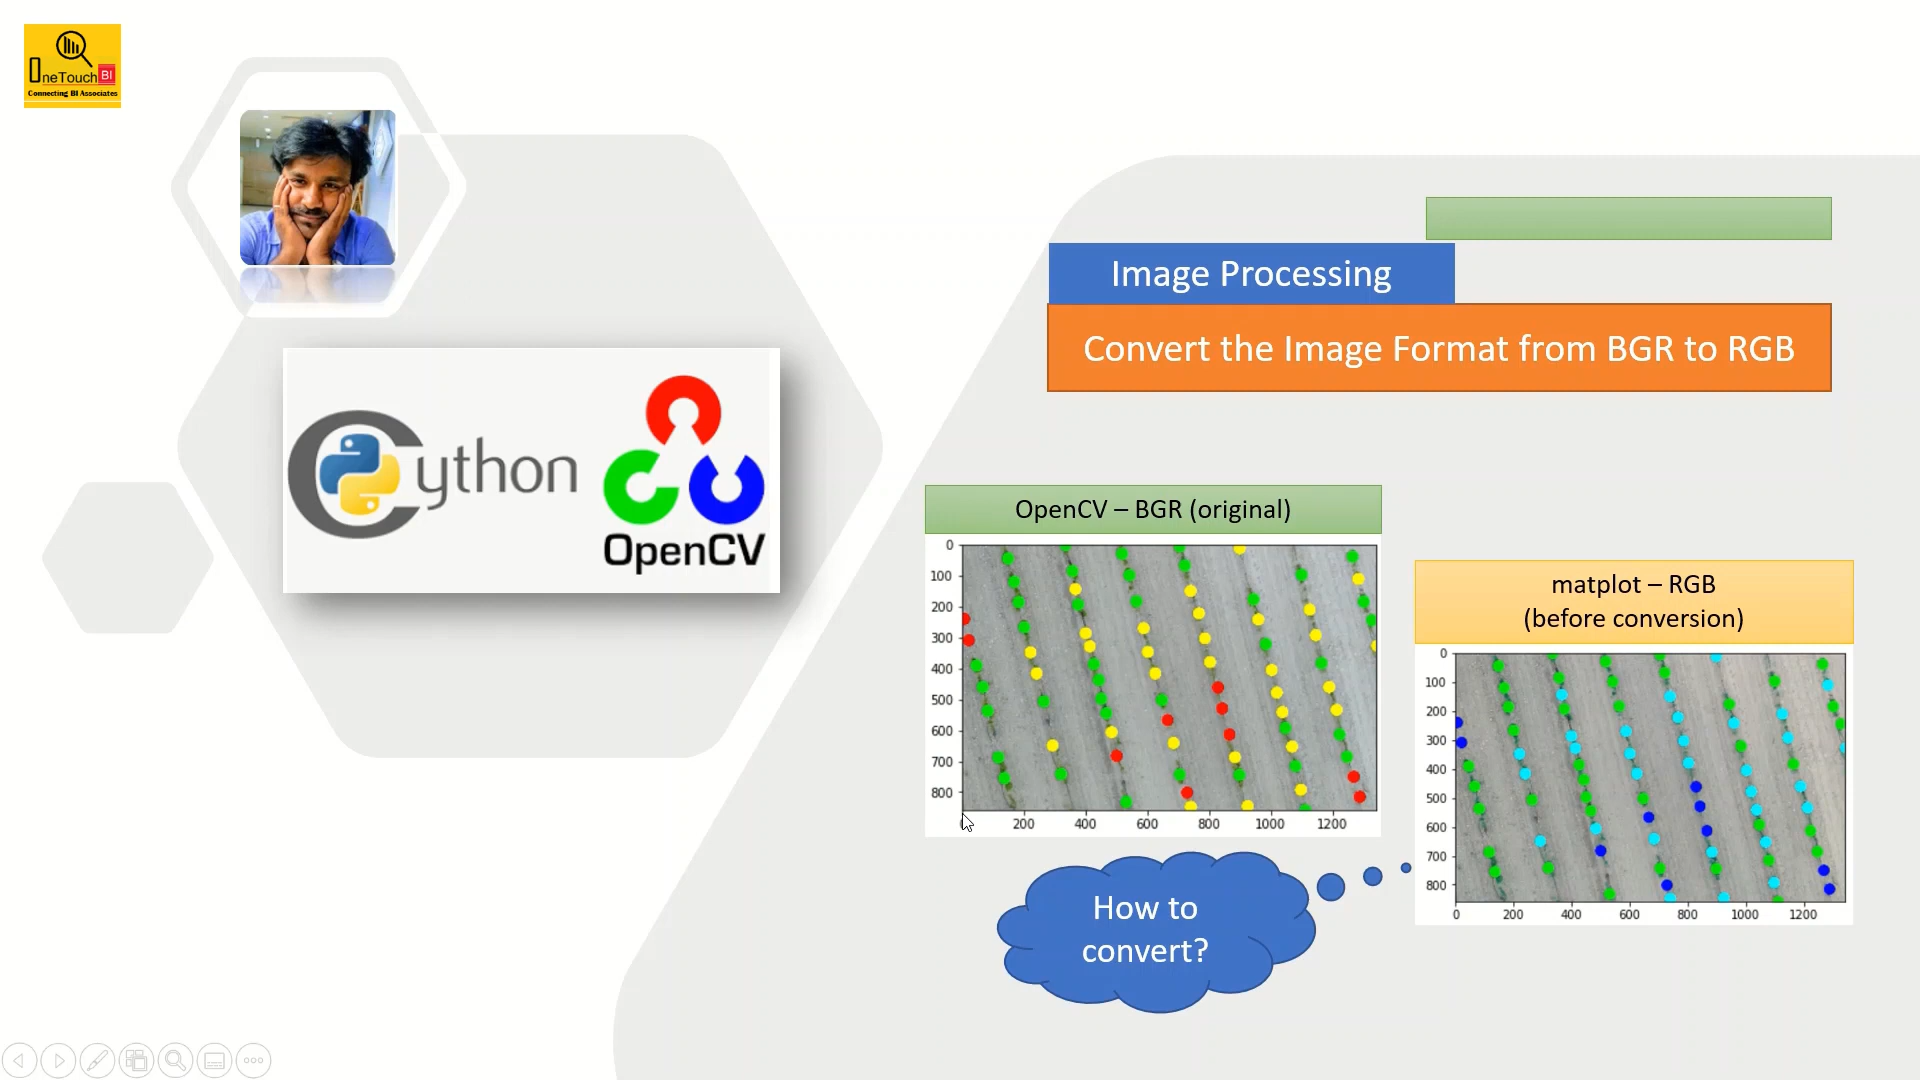 OneTouch BI
Connecting BI Associates
Image Processing
Convert the Image Format from BGR to RGB
Cython
OpenCV
OpenCV – BGR (original)
0
100
200
300
400
500
600
700
800
200 400 600 800 1000 1200
matplot – RGB
(before conversion)
0
100
200
300
400
500
600
700
800
0 200 400 600 800 1000 1200
How to
convert?